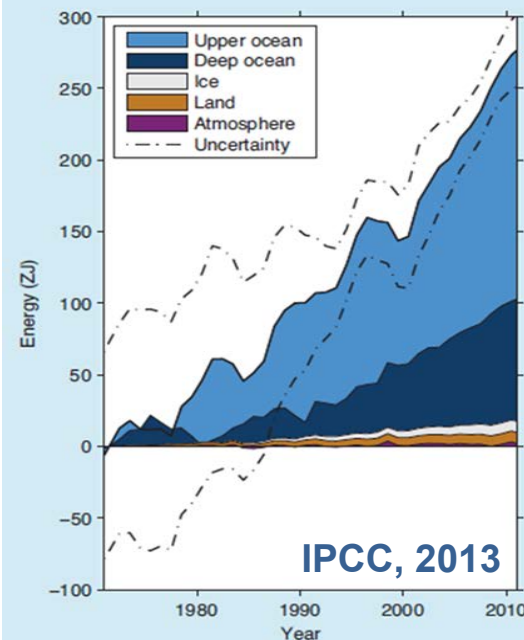 300
250
200
150
100
50
0
−50
−100
Energy (ZJ)
Upper ocean
Deep ocean
Ice
Land
Atmosphere
Uncertainty
IPCC, 2013
1980
1990
2000
2010
Year